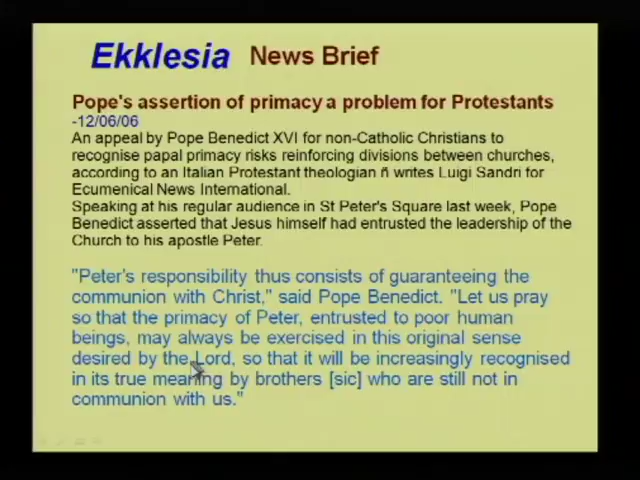 Ekklesia News Brief
Pope's assertion of primacy a problem for Protestants
-12/06/06
An appeal by Pope Benedict XVI for non-Catholic Christians to
recognise papal primacy risks reinforcing divisions between churches,
according to an Italian Protestant theologian ñ writes Luigi Sandri for
Ecumenical News International.
Speaking at his regular audience in St Peter's Square last week, Pope
Benedict asserted that Jesus himself had entrusted the leadership of the
Church to his apostle Peter.
"Peter's responsibility thus consists of guaranteeing the
communion with Christ," said Pope Benedict. "Let us pray
so that the primacy of Peter, entrusted to poor human
beings, may always be exercised in this original sense
desired by the Lord, so that it will be increasingly recognised
in its true meaning by brothers [sic] who are still not in
communion with us."